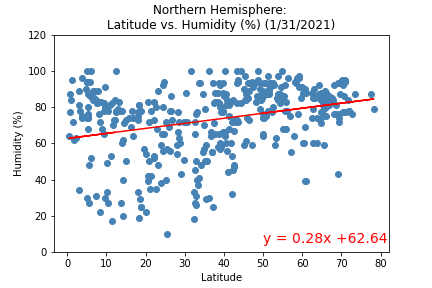 Northern Hemisphere:
Latitude vs. Humidity (%) (1/31/2021)
120
100
80
60
40
20
0
Humidity (%)
y = 0.28x +62.64
0 10 20 30 40 50 60 70 80
Latitude